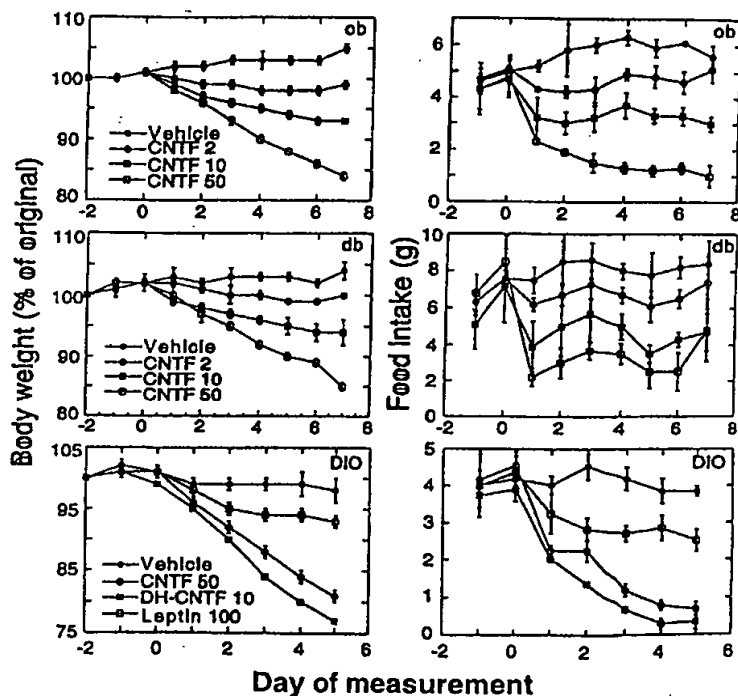 ob
110
100
90
80
Vehicle
CNTF 2
CNTF 10
CNTF 50
-2 0 2 4 6 8
ob
6
4
2
0
-2 0 2 4 6 8
db
110
100
90
80
Vehicle
CNTF 2
CNTF 10
CNTF 50
-2 0 2 4 6 8
db
10
8
6
4
2
0
-2 0 2 4 6 8
DIO
105
95
85
75
Vehicle
CNTF 50
DH-CNTF 10
Leptin 100
-2 0 2 4 6
DIO
5
4
3
2
1
0
-2 0 2 4 6
Body weight (% of original)
Food Intake (g)
Day of measurement